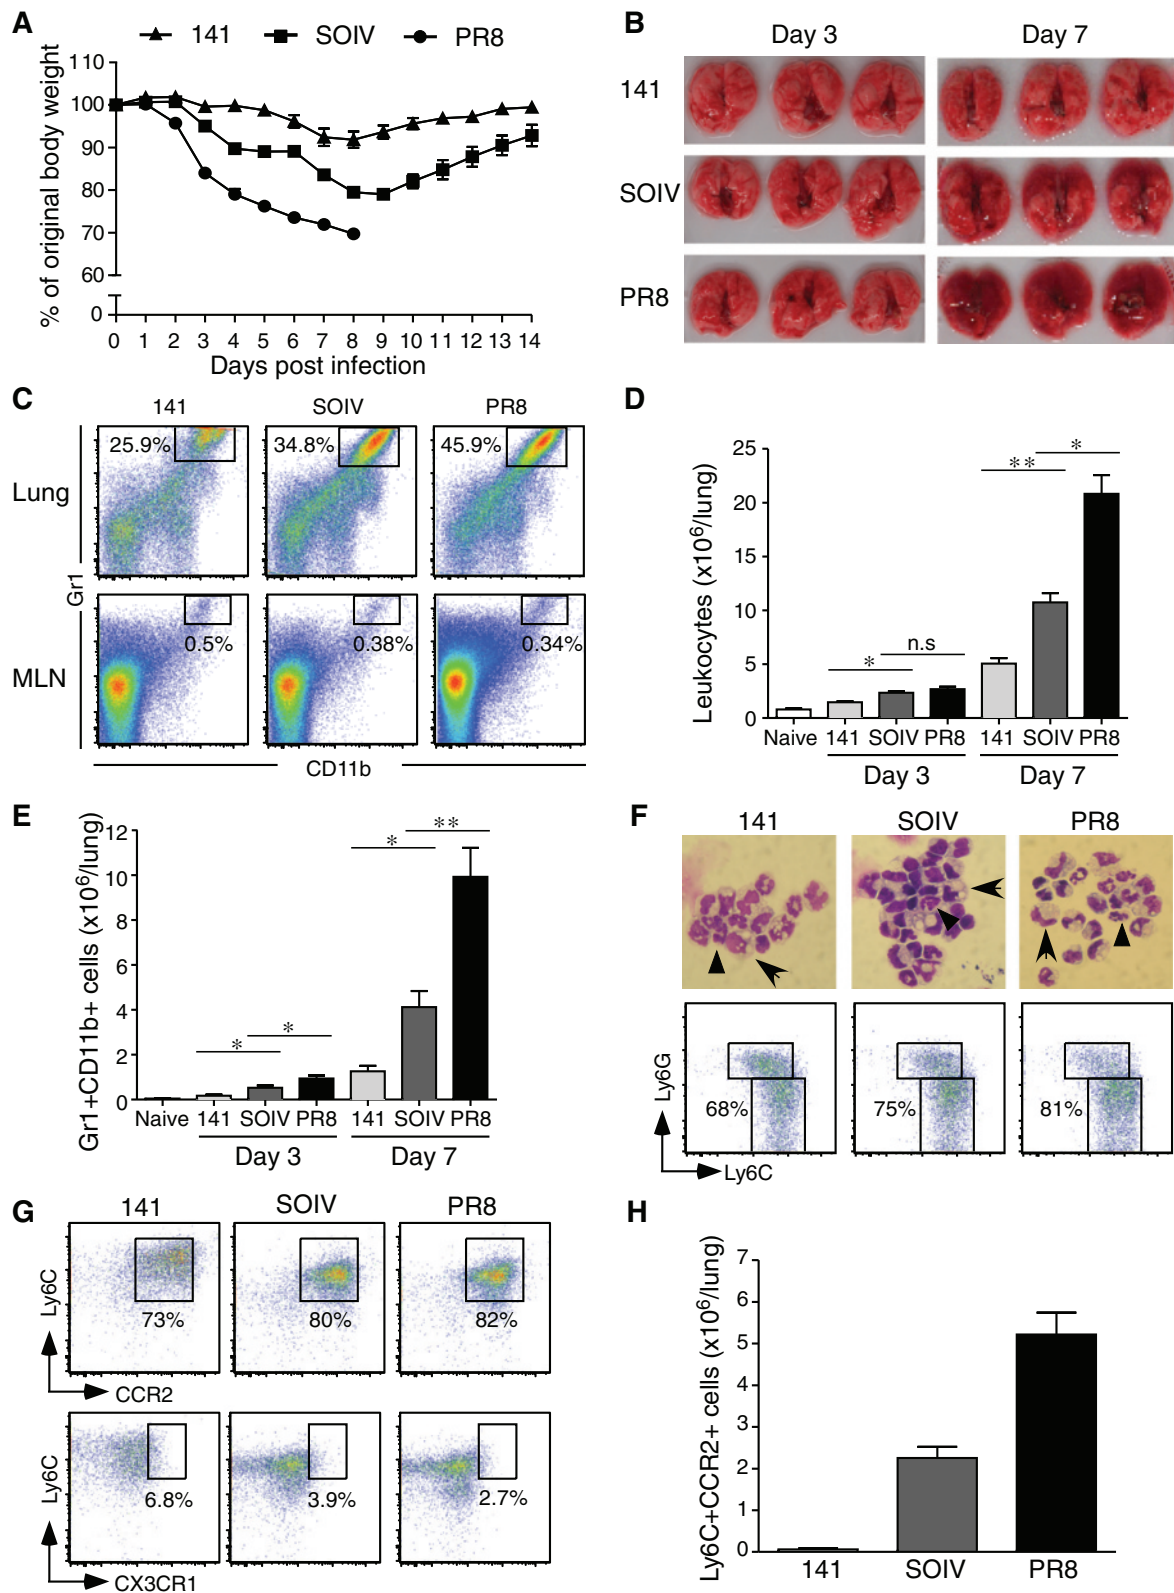 A
141 SOIV PR8
% of original body weight
110
100
90
80
70
60
0
0 1 2 3 4 5 6 7 8 9 10 11 12 13 14
Days post infection
B
Day 3 Day 7
141
SOIV
PR8
C
141 SOIV PR8
Lung
25.9% 34.8% 45.9%
Gr1
MLN
0.5% 0.38% 0.34%
CD11b
D
Leukocytes (x10⁶/lung)
25
20
15
10
5
0
* n.s ** *
Naive 141 SOIV PR8 141 SOIV PR8
Day 3 Day 7
E
Gr1+CD11b+ cells (x10⁶/lung)
12
10
8
6
4
2
0
* * * **
Naive 141 SOIV PR8 141 SOIV PR8
Day 3 Day 7
F
141 SOIV PR8
Ly6G
68% 75% 81%
Ly6C
G
141 SOIV PR8
Ly6C
73% 80% 82%
CCR2
Ly6C
6.8% 3.9% 2.7%
CX3CR1
H
Ly6C+CCR2+ cells (x10⁶/lung)
7
6
5
4
3
2
1
0
141 SOIV PR8